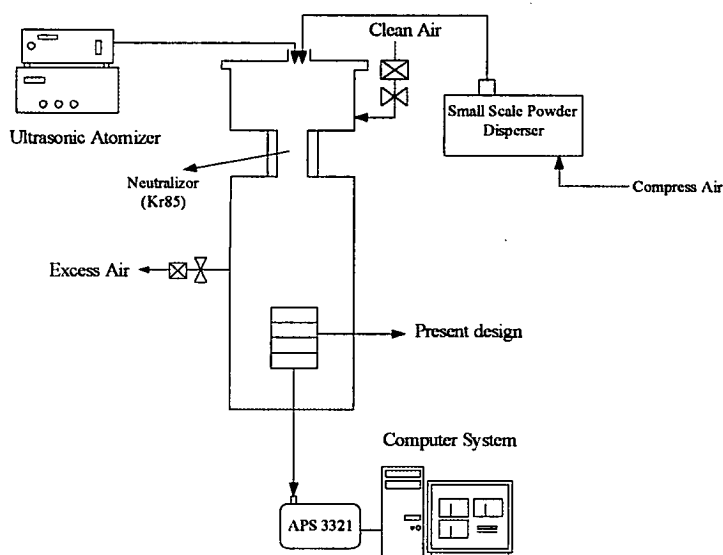 Clean Air
Small Scale Powder
Disperser
Ultrasonic Atomizer
Neutralizor
(Kr85)
Compress Air
Excess Air
Present design
Computer System
APS 3321